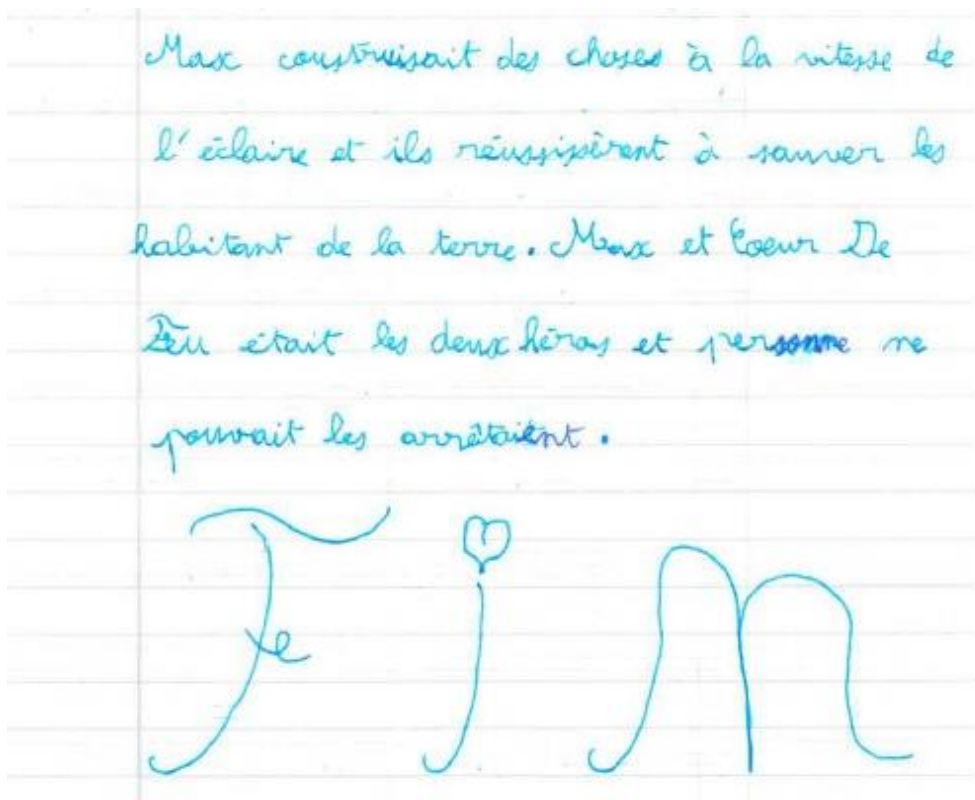 Max construisait des choses à la vitesse de
l'éclaire et ils réussissèrent à sauver les
habitant de la terre. Max et Coeur De
Feu était les deux héros et personne ne
pouvait les arrêtaient.
Fin